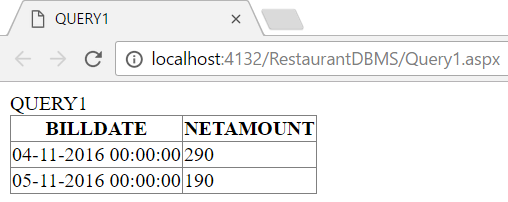 QUERY1
localhost:4132/RestaurantDBMS/Query1.aspx
QUERY1
BILLDATE NETAMOUNT
04-11-2016 00:00:00 290
05-11-2016 00:00:00 190